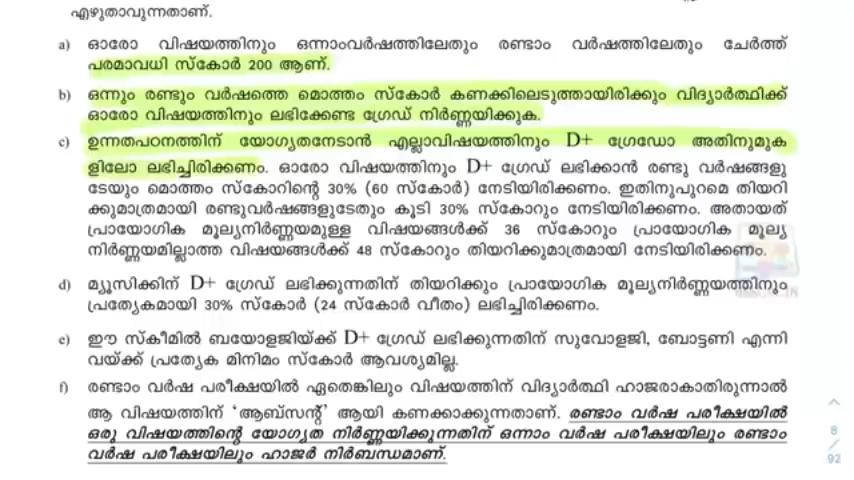 എഴുതാവുന്നതാണ്.
a) ഓരോ വിഷയത്തിനും ഒന്നാംവർഷത്തിലേതും രണ്ടാം വർഷത്തിലേതും ചേർത്ത്
പരമാവധി സ്കോർ 200 ആണ്.
b) ഒന്നും രണ്ടും വർഷത്തെ മൊത്തം സ്കോർ കണക്കിലെടുത്തായിരിക്കും വിദ്യാർത്ഥിക്ക്
ഓരോ വിഷയത്തിനും ലഭിക്കേണ്ട ഗ്രേഡ് നിർണ്ണയിക്കുക.
c) ഉന്നതപഠനത്തിന് യോഗ്യതനേടാൻ എല്ലാവിഷയത്തിനും D+ ഗ്രേഡോ അതിനുമുക
ളിലോ ലഭിച്ചിരിക്കണം. ഓരോ വിഷയത്തിനും D+ ഗ്രേഡ് ലഭിക്കാൻ രണ്ടു വർഷങ്ങളു
ടേയും മൊത്തം സ്കോറിന്റെ 30% (60 സ്കോർ) നേടിയിരിക്കണം. ഇതിനുപുറമെ തിയറി
ക്കുമാത്രമായി രണ്ടുവർഷങ്ങളുടേതും കൂടി 30% സ്കോറും നേടിയിരിക്കണം. അതായത്
പ്രായോഗിക മൂല്യനിർണ്ണയമുള്ള വിഷയങ്ങൾക്ക് 36 സ്കോറും പ്രായോഗിക മൂല്യ
നിർണ്ണയമില്ലാത്ത വിഷയങ്ങൾക്ക് 48 സ്കോറും തിയറിക്കുമാത്രമായി നേടിയിരിക്കണം.
d) മ്യൂസിക്കിന് D+ ഗ്രേഡ് ലഭിക്കുന്നതിന് തിയറിക്കും പ്രായോഗിക മൂല്യനിർണ്ണയത്തിനും
പ്രത്യേകമായി 30% സ്കോർ (24 സ്കോർ വീതം) ലഭിച്ചിരിക്കണം.
e) ഈ സ്കീമിൽ ബയോളജിയ്ക്ക് D+ ഗ്രേഡ് ലഭിക്കുന്നതിന് സുവോളജി, ബോട്ടണി എന്നി
വയ്ക്ക് പ്രത്യേക മിനിമം സ്കോർ ആവശ്യമില്ല.
f) രണ്ടാം വർഷ പരീക്ഷയിൽ ഏതെങ്കിലും വിഷയത്തിന് വിദ്യാർത്ഥി ഹാജരാകാതിരുന്നാൽ
ആ വിഷയത്തിന് 'ആബ്സന്റ്' ആയി കണക്കാക്കുന്നതാണ്. രണ്ടാം വർഷ പരീക്ഷയിൽ
ഒരു വിഷയത്തിന്റെ യോഗ്യത നിർണ്ണയിക്കുന്നതിന് ഒന്നാം വർഷ പരീക്ഷയിലും രണ്ടാം
വർഷ പരീക്ഷയിലും ഹാജർ നിർബന്ധമാണ്.
8
/
92